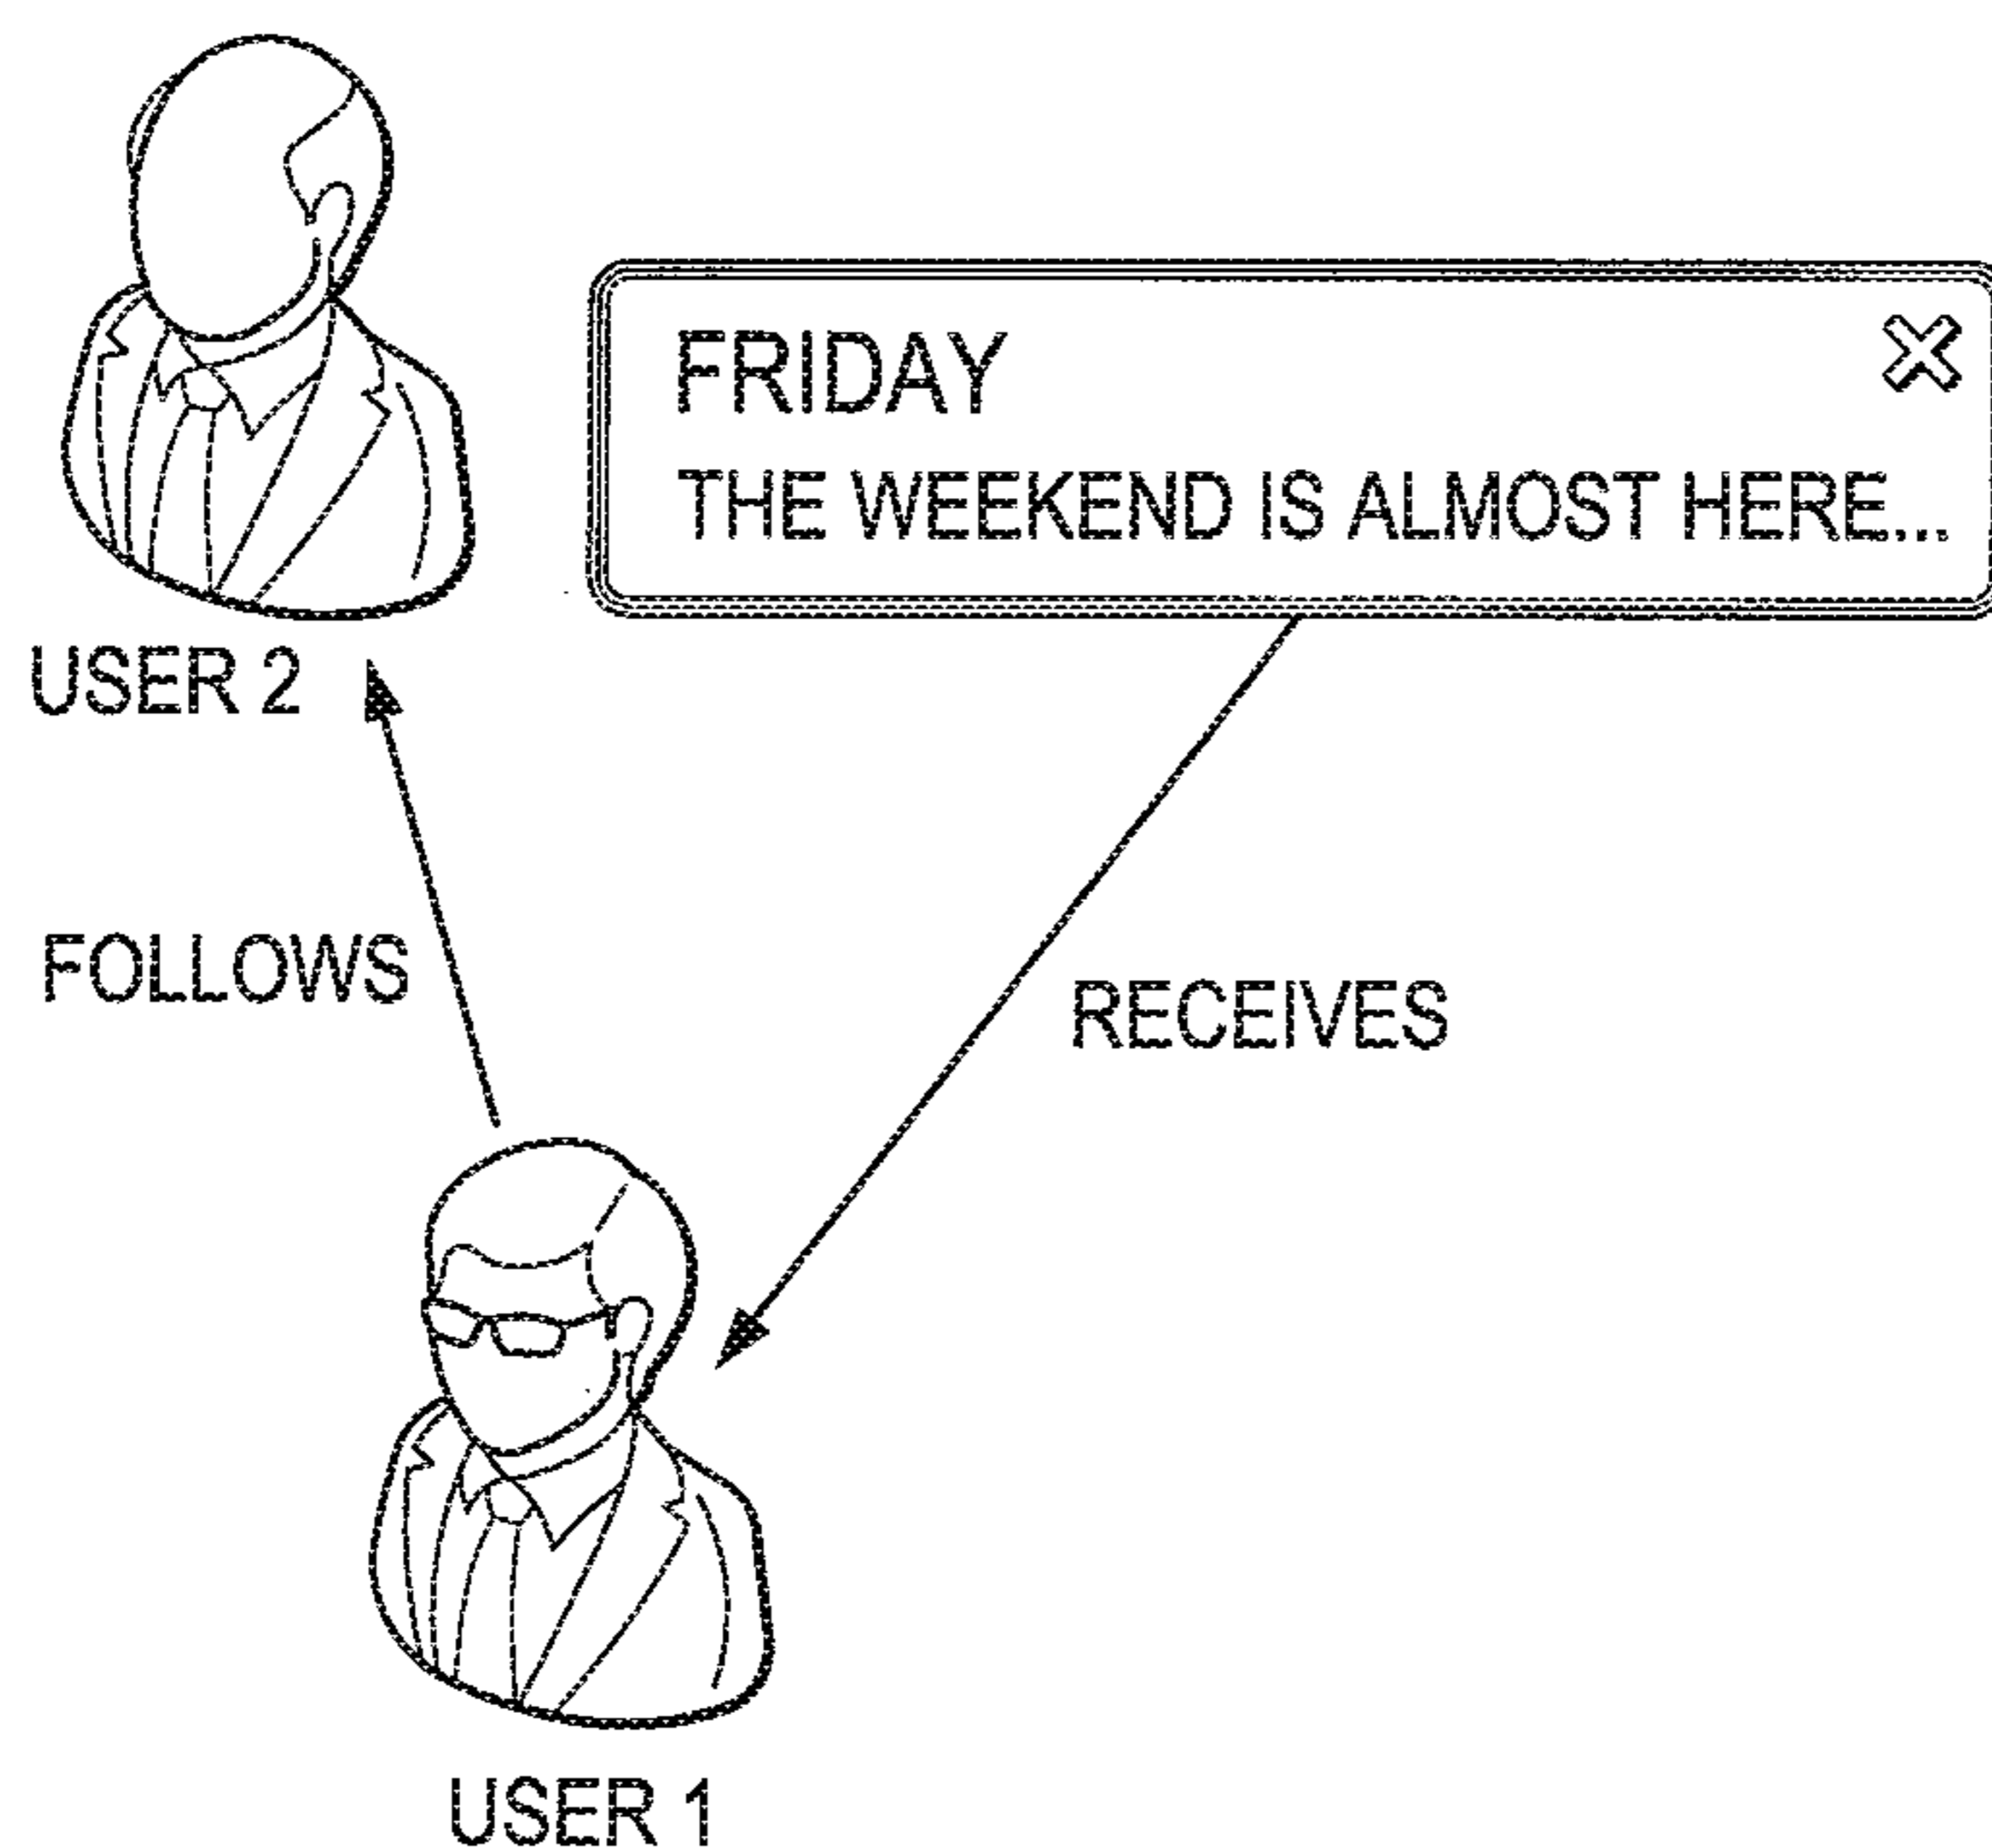 FRIDAY
THE WEEKEND IS ALMOST HERE...
USER 2
FOLLOWS
RECEIVES
USER 1